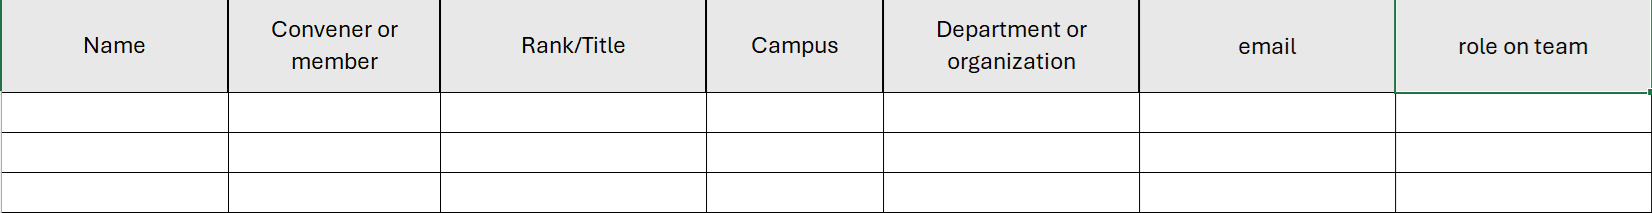 Name
Convener or
member
Rank/Title
Campus
Department or
organization
email
role on team